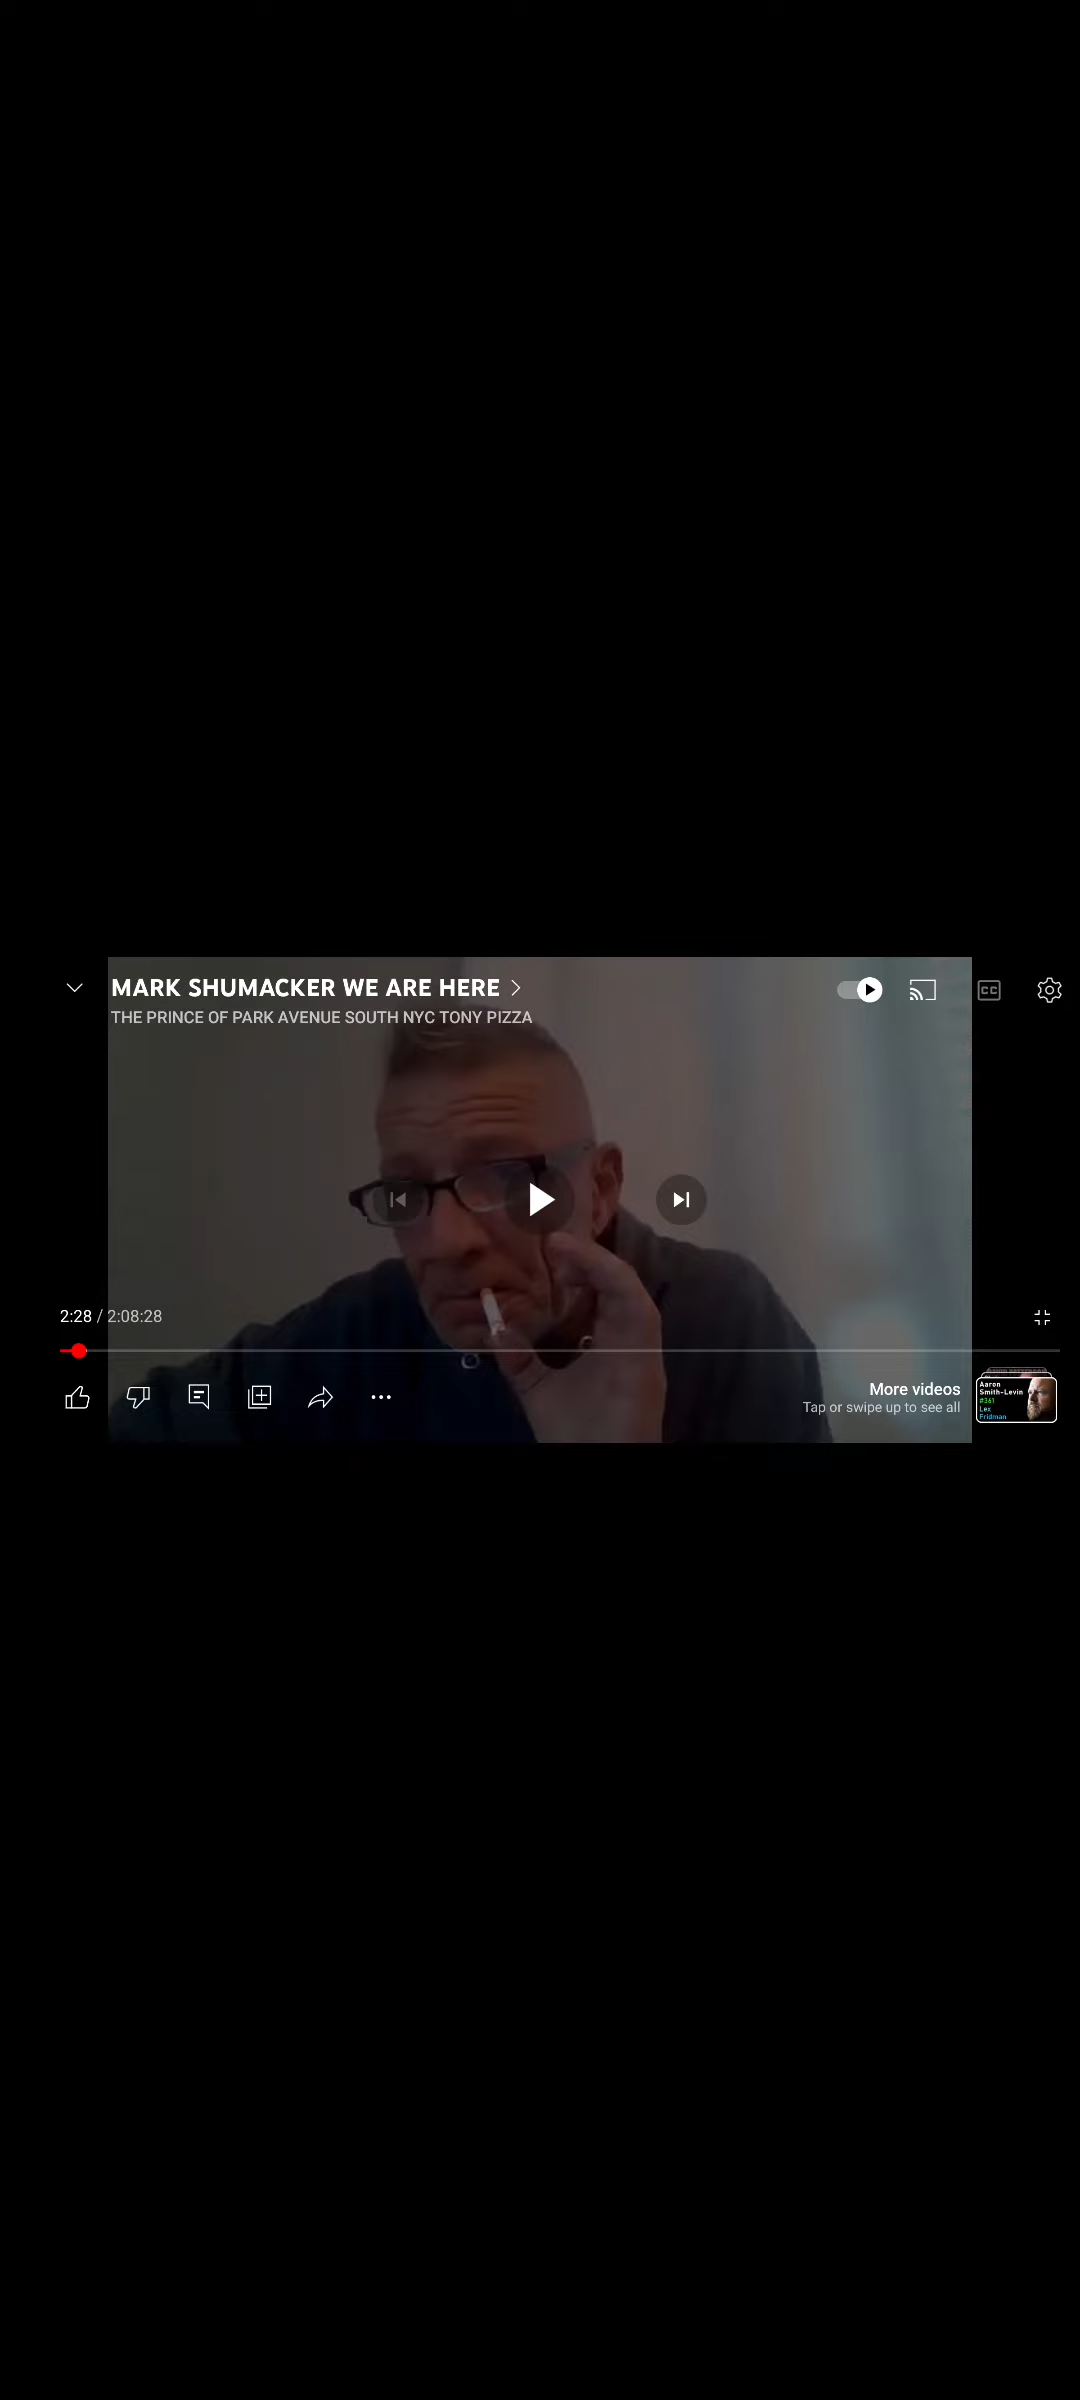 MARK SHUMACKER WE ARE HERE
THE PRINCE OF PARK AVENUE SOUTH NYC TONY PIZZA
CC
2:28 / 2:08:28
More videos
Tap or swipe up to see all
Aaron
Smith-Levin
#361
Lex
Fridman